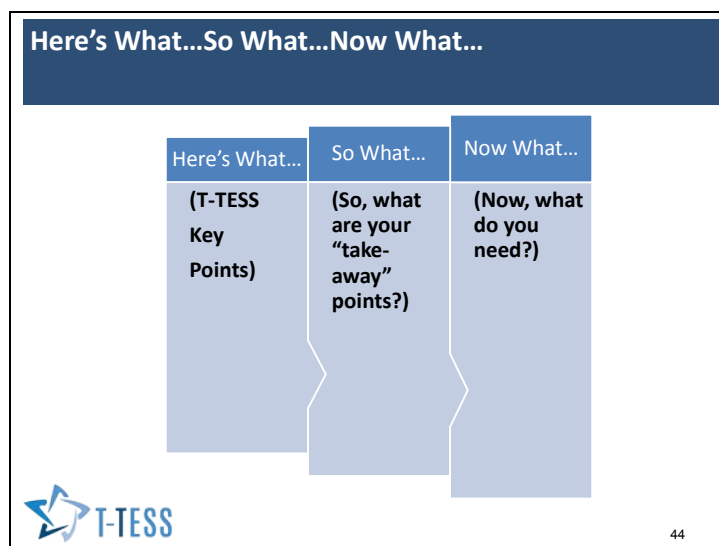 Here’s What…So What…Now What…
Here’s What…
(T-TESS
Key
Points)
So What…
(So, what
are your
“take-
away”
points?)
Now What…
(Now, what
do you
need?)
T-TESS
44